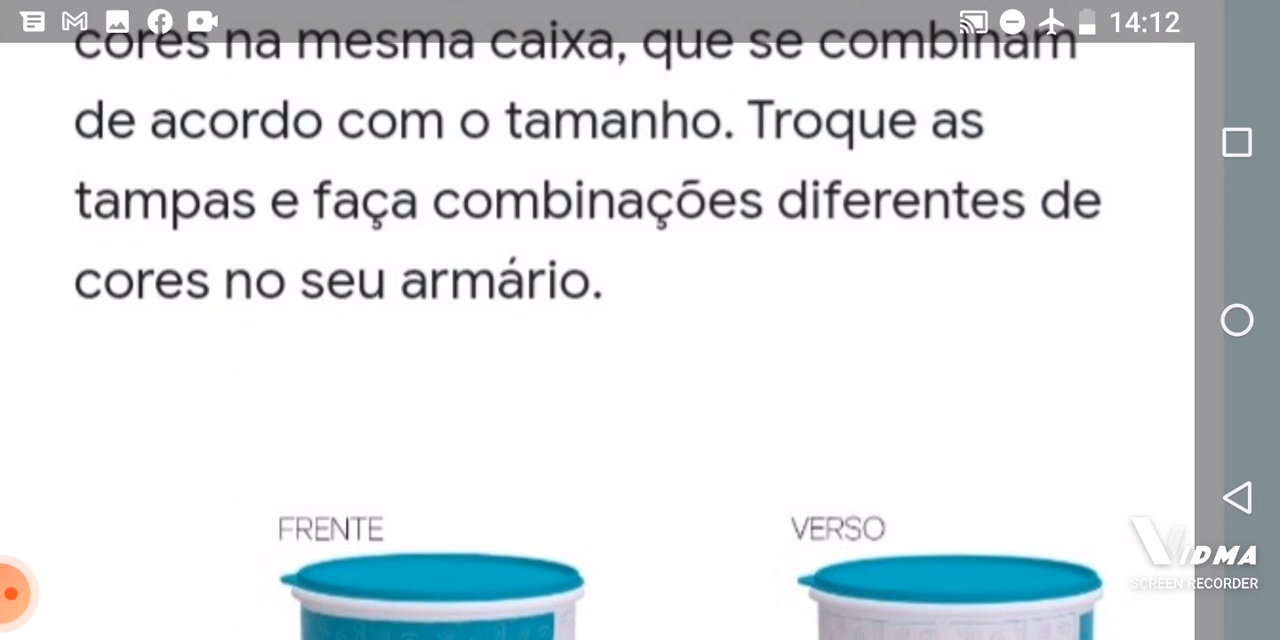 14:12
cores na mesma caixa, que se combinam
de acordo com o tamanho. Troque as
tampas e faça combinações diferentes de
cores no seu armário.
FRENTE
VERSO
VIDMA
SCREEN RECORDER